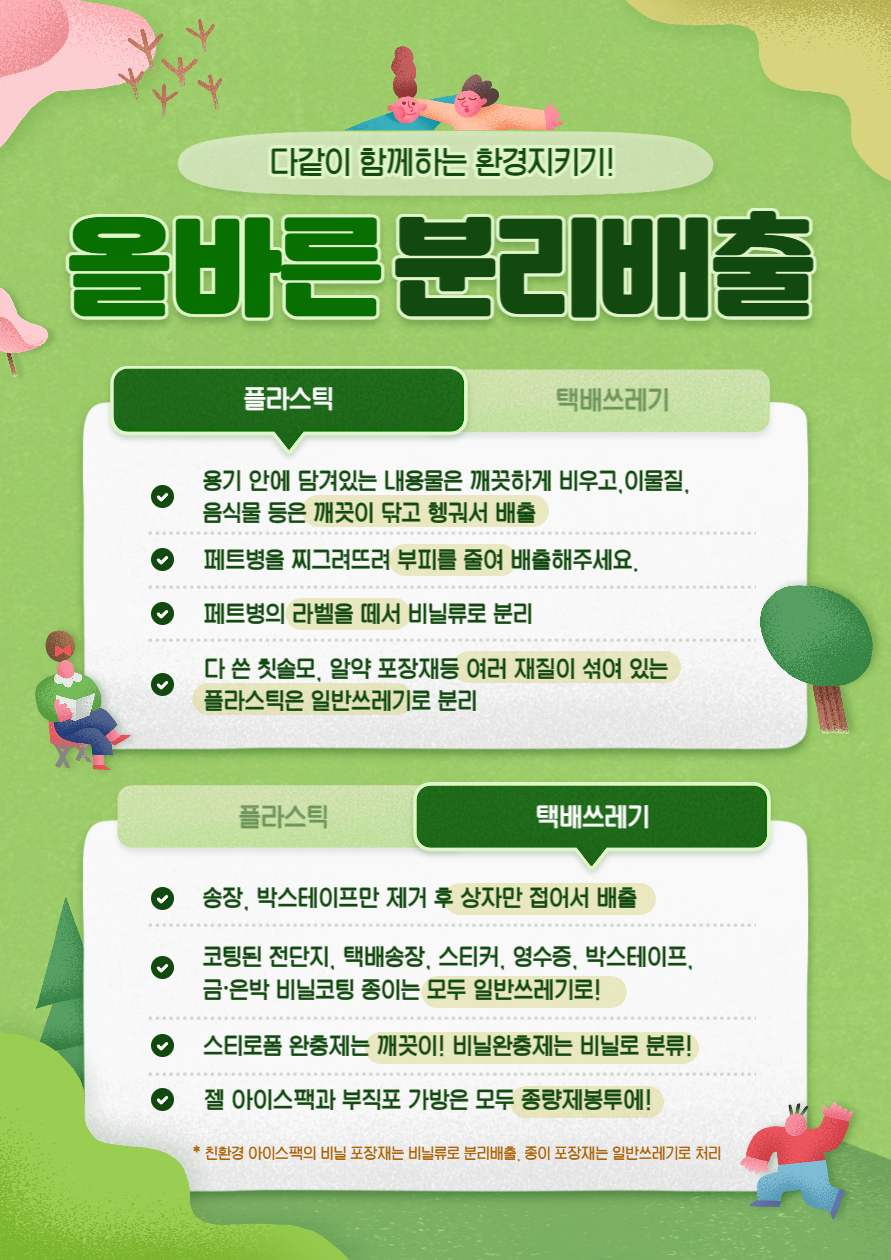 다같이 함께하는 환경지키기!
올바른 분리배출
플라스틱 택배쓰레기
용기 안에 담겨있는 내용물은 깨끗하게 비우고,이물질,
음식물 등은 깨끗이 닦고 헹궈서 배출
페트병을 찌그러뜨려 부피를 줄여 배출해주세요.
페트병의 라벨을 떼서 비닐류로 분리
다 쓴 칫솔모, 알약 포장재등 여러 재질이 섞여 있는
플라스틱은 일반쓰레기로 분리
플라스틱 택배쓰레기
송장, 박스테이프만 제거 후 상자만 접어서 배출
코팅된 전단지, 택배송장, 스티커, 영수증, 박스테이프,
금·은박 비닐코팅 종이는 모두 일반쓰레기로!
스티로폼 완충제는 깨끗이! 비닐완충제는 비닐로 분류!
젤 아이스팩과 부직포 가방은 모두 종량제봉투에!
* 친환경 아이스팩의 비닐 포장재는 비닐류로 분리배출, 종이 포장재는 일반쓰레기로 처리